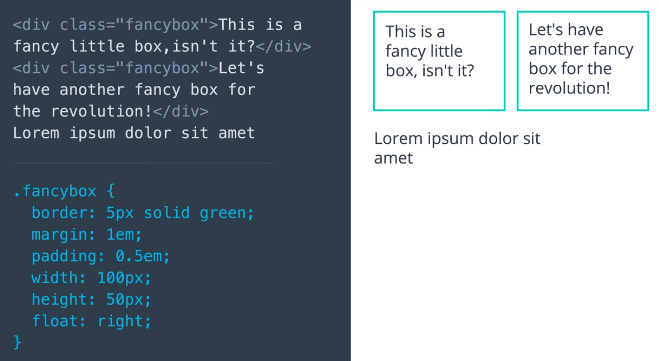 <div class="fancybox">This is a
fancy little box,isn't it?</div>
<div class="fancybox">Let's
have another fancy box for
the revolution!</div>
Lorem ipsum dolor sit amet
.fancybox {
  border: 5px solid green;
  margin: 1em;
  padding: 0.5em;
  width: 100px;
  height: 50px;
  float: right;
}
This is a
fancy little
box, isn't it?
Let's have
another fancy
box for the
revolution!
Lorem ipsum dolor sit
amet